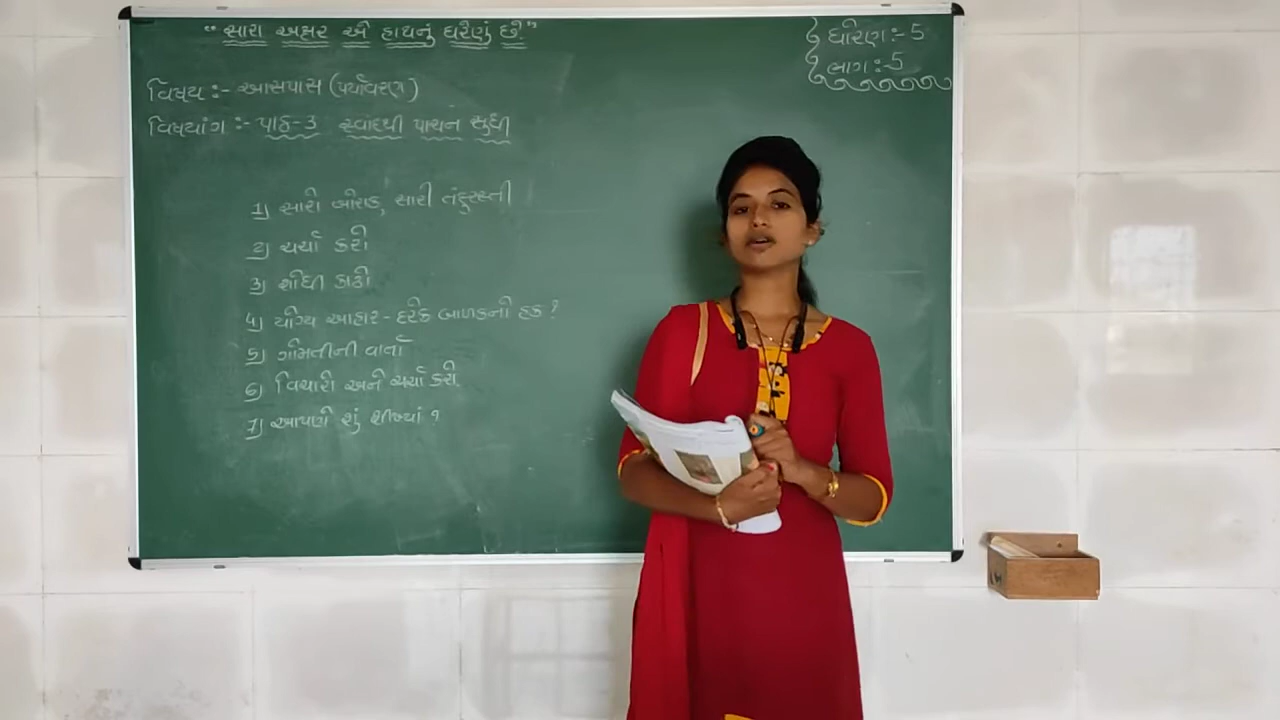 "સારા અક્ષર એ હાથનું ઘરેણું છે."
ધોરણ :- 5
ભાગ :- 5
વિષય :- આસપાસ (પર્યાવરણ)
વિષયાંગ :- પાઠ-3 સ્વાદથી પાચન સુધી
1) સારો ખોરાક, સારી તંદુરસ્તી
2) ચર્ચા કરો
3) શોધી કાઢો
4) યોગ્ય આહાર - દરેક બાળકનો હક ?
5) ગોમતીની વાર્તા
6) વિચારો અને ચર્ચા કરો.
7) આપણે શું શીખ્યાં ?